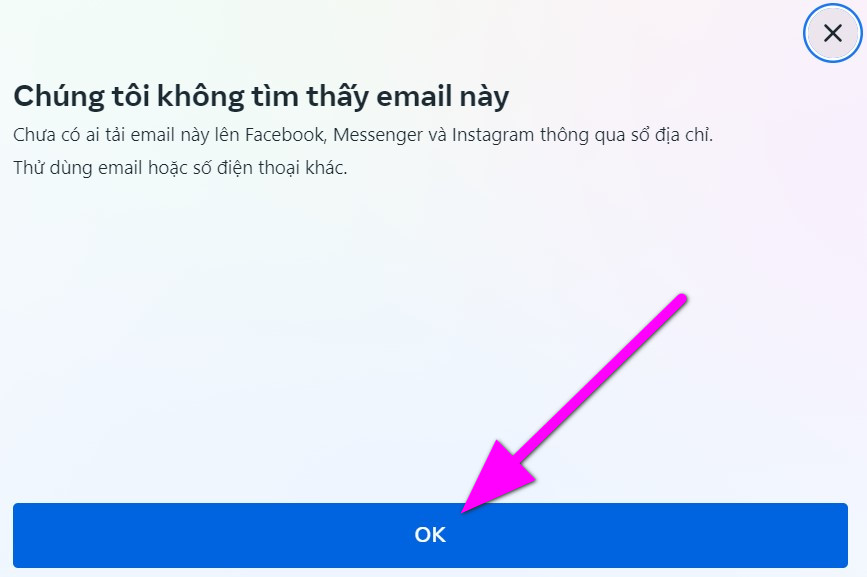 Chúng tôi không tìm thấy email này
Chưa có ai tải email này lên Facebook, Messenger và Instagram thông qua sổ địa chỉ.
Thử dùng email hoặc số điện thoại khác.
OK